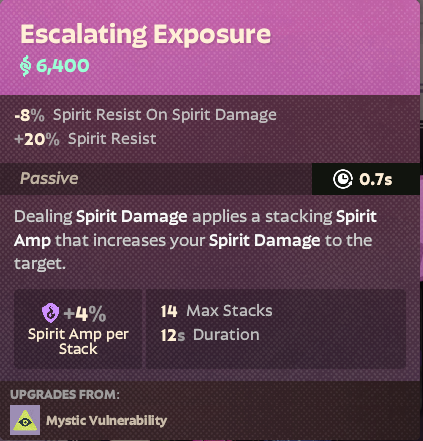 Escalating Exposure
6,400
-8% Spirit Resist On Spirit Damage
+20% Spirit Resist
Passive 0.7s
Dealing Spirit Damage applies a stacking Spirit
Amp that increases your Spirit Damage to the
target.
+4%
Spirit Amp per
Stack
14 Max Stacks
12s Duration
UPGRADES FROM:
Mystic Vulnerability